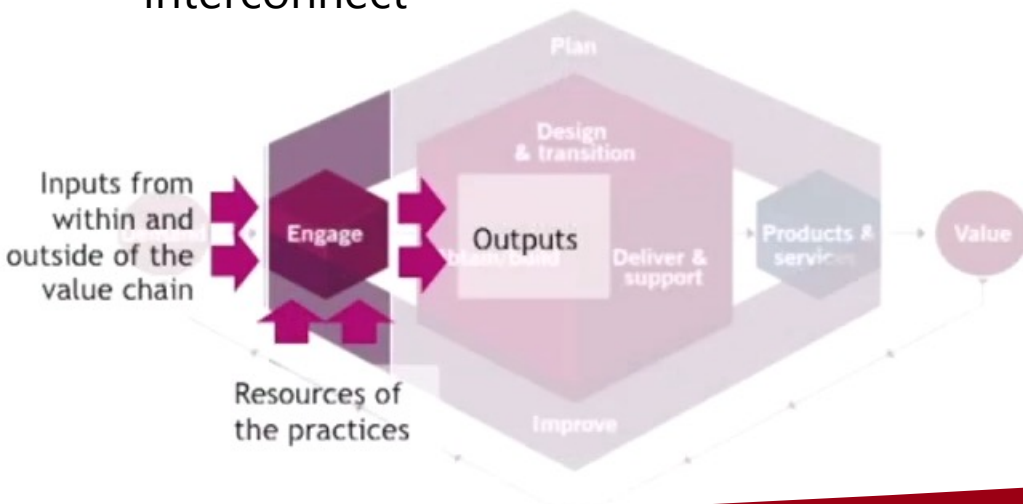 interconnect
Plan
Design
& transition
Inputs from
within and
outside of the
value chain
Engage
Outputs
Deliver &
support
Products &
services
Value
Resources of
the practices
Improve